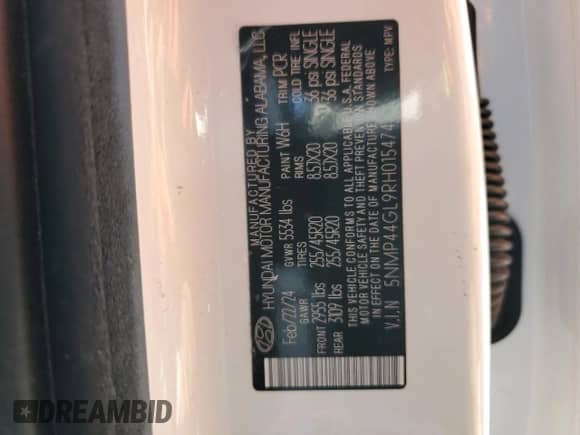 MANUFACTURED BY
HYUNDAI MOTOR MANUFACTURING ALABAMA, LLC
Feb/22/24 GVWR 5534 lbs PAINT W6H TRIM PCR
GAWR TIRES RIMS COLD TIRE INFL
FRONT 2955 lbs 255/45R20 8.5JX20 36 psi SINGLE
REAR 3109 lbs 255/45R20 8.5JX20 36 psi SINGLE
THIS VEHICLE CONFORMS TO ALL APPLICABLE U.S.A. FEDERAL
MOTOR VEHICLE SAFETY AND THEFT PREVENTION STANDARDS
IN EFFECT ON THE DATE OF MANUFACTURE SHOWN ABOVE
V.I.N 5NMP44GL9RH015474 TYPE: MPV
DREAMBID